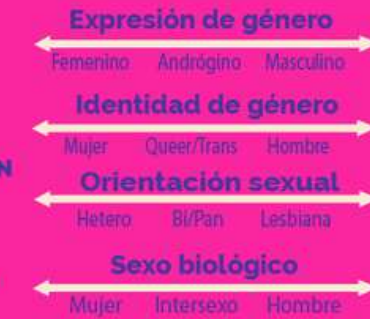 Expresión de género
Femenino Andrógino Masculino
Identidad de género
Mujer Queer/Trans Hombre
N
Orientación sexual
Hetero Bi/Pan Lesbiana
Sexo biológico
Mujer Intersexo Hombre